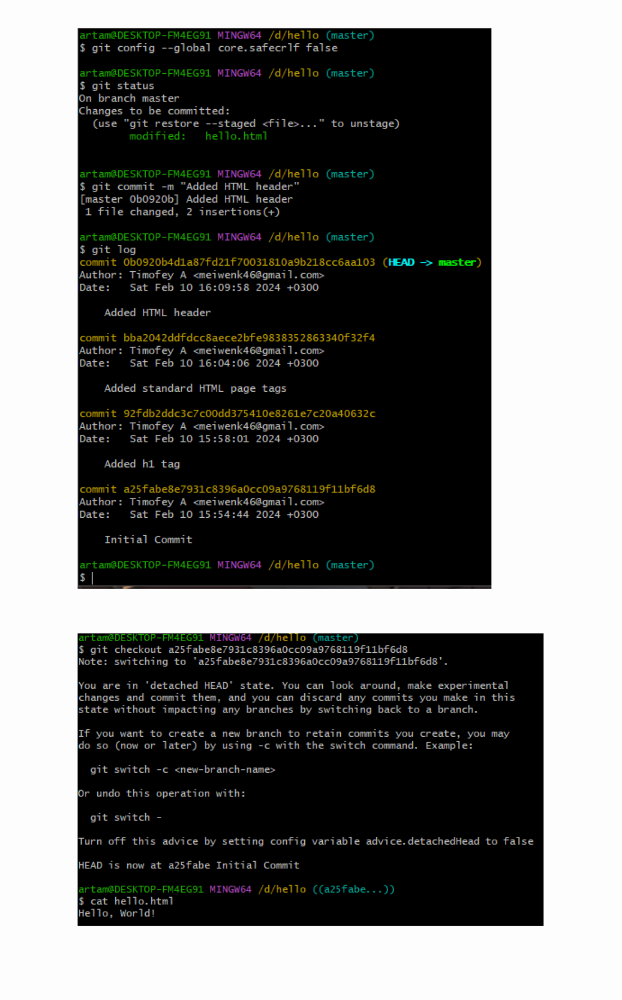 artam@DESKTOP-FM4EG91 MINGW64 /d/hello (master)
$ git config --global core.safecrlf false
artam@DESKTOP-FM4EG91 MINGW64 /d/hello (master)
$ git status
On branch master
Changes to be committed:
  (use "git restore --staged <file>..." to unstage)
        modified:   hello.html
artam@DESKTOP-FM4EG91 MINGW64 /d/hello (master)
$ git commit -m "Added HTML header"
[master 0b0920b] Added HTML header
 1 file changed, 2 insertions(+)
artam@DESKTOP-FM4EG91 MINGW64 /d/hello (master)
$ git log
commit 0b0920b4d1a87fd21f70031810a9b218cc6aa103 (HEAD -> master)
Author: Timofey A <meiwenk46@gmail.com>
Date:   Sat Feb 10 16:09:58 2024 +0300
    Added HTML header
commit bba2042ddfdcc8aece2bfe9838352863340f32f4
Author: Timofey A <meiwenk46@gmail.com>
Date:   Sat Feb 10 16:04:06 2024 +0300
    Added standard HTML page tags
commit 92fdb2ddc3c7c00dd375410e8261e7c20a40632c
Author: Timofey A <meiwenk46@gmail.com>
Date:   Sat Feb 10 15:58:01 2024 +0300
    Added h1 tag
commit a25fabe8e7931c8396a0cc09a9768119f11bf6d8
Author: Timofey A <meiwenk46@gmail.com>
Date:   Sat Feb 10 15:54:44 2024 +0300
    Initial Commit
artam@DESKTOP-FM4EG91 MINGW64 /d/hello (master)
$
artam@DESKTOP-FM4EG91 MINGW64 /d/hello (master)
$ git checkout a25fabe8e7931c8396a0cc09a9768119f11bf6d8
Note: switching to 'a25fabe8e7931c8396a0cc09a9768119f11bf6d8'.
You are in 'detached HEAD' state. You can look around, make experimental
changes and commit them, and you can discard any commits you make in this
state without impacting any branches by switching back to a branch.
If you want to create a new branch to retain commits you create, you may
do so (now or later) by using -c with the switch command. Example:
  git switch -c <new-branch-name>
Or undo this operation with:
  git switch -
Turn off this advice by setting config variable advice.detachedHead to false
HEAD is now at a25fabe Initial Commit
artam@DESKTOP-FM4EG91 MINGW64 /d/hello ((a25fabe...))
$ cat hello.html
Hello, World!